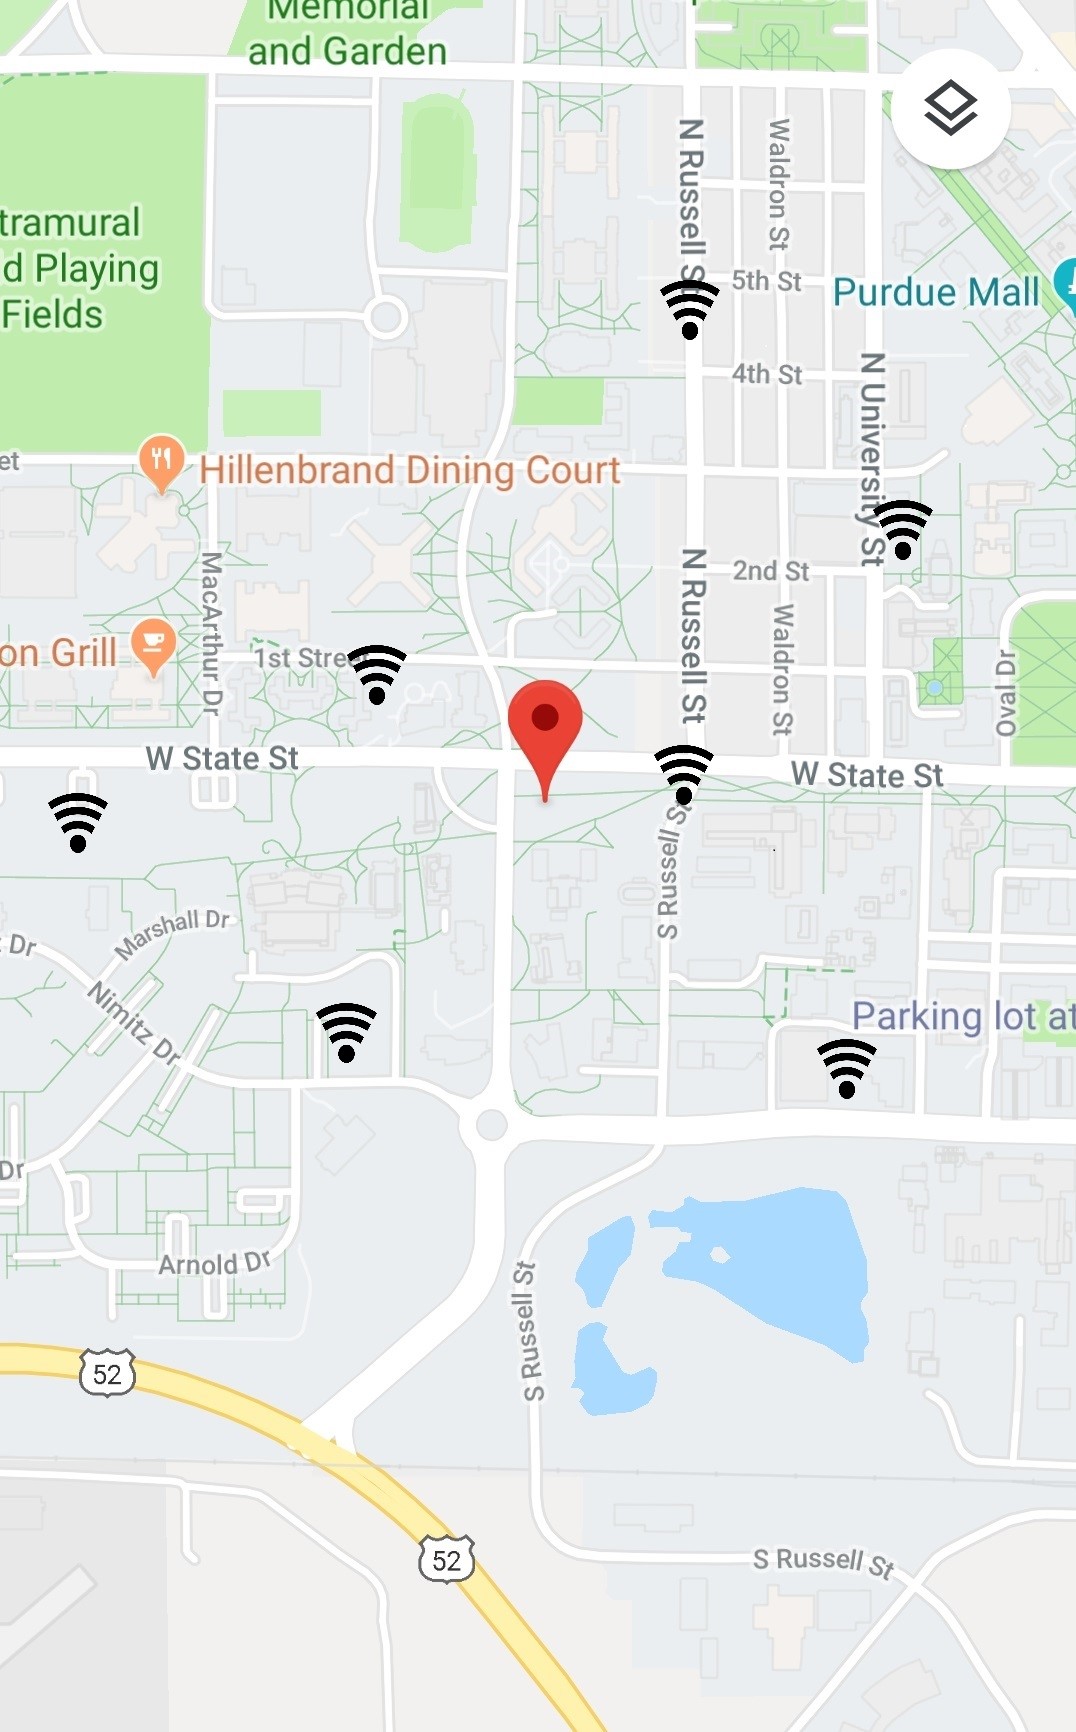 Memorial
and Garden
N Russell St
Waldron St
tramural
d Playing
Fields
5th St
Purdue Mall
4th St
N University St
et
Hillenbrand Dining Court
MacArthur Dr
N Russell St
2nd St
Waldron St
on Grill
1st Street
Oval Dr
W State St
W State St
S Russell St
Marshall Dr
t Dr
Nimitz Dr
Parking lot at
Dr
Arnold Dr
S Russell St
52
52
S Russell St